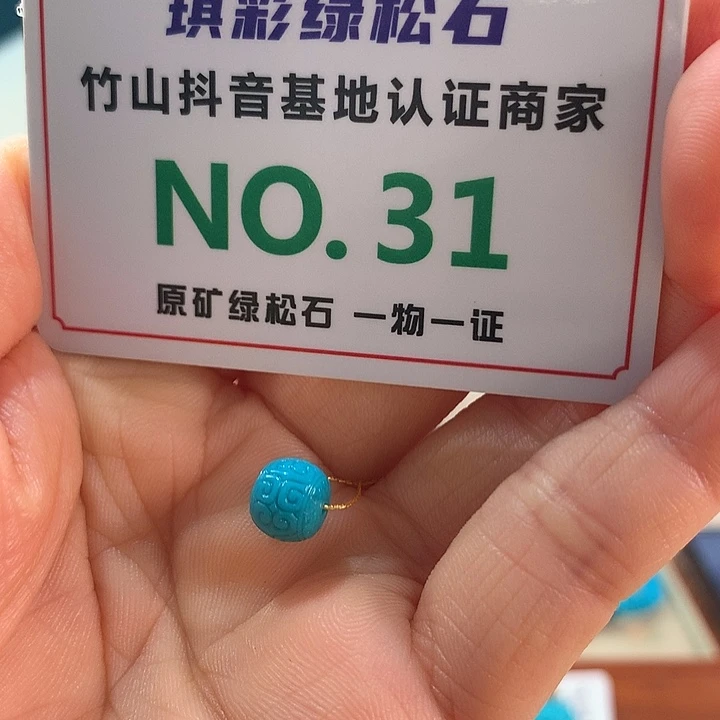 琪彩绿松石
竹山抖音基地认证商家
NO.31
原矿绿松石 一物一证